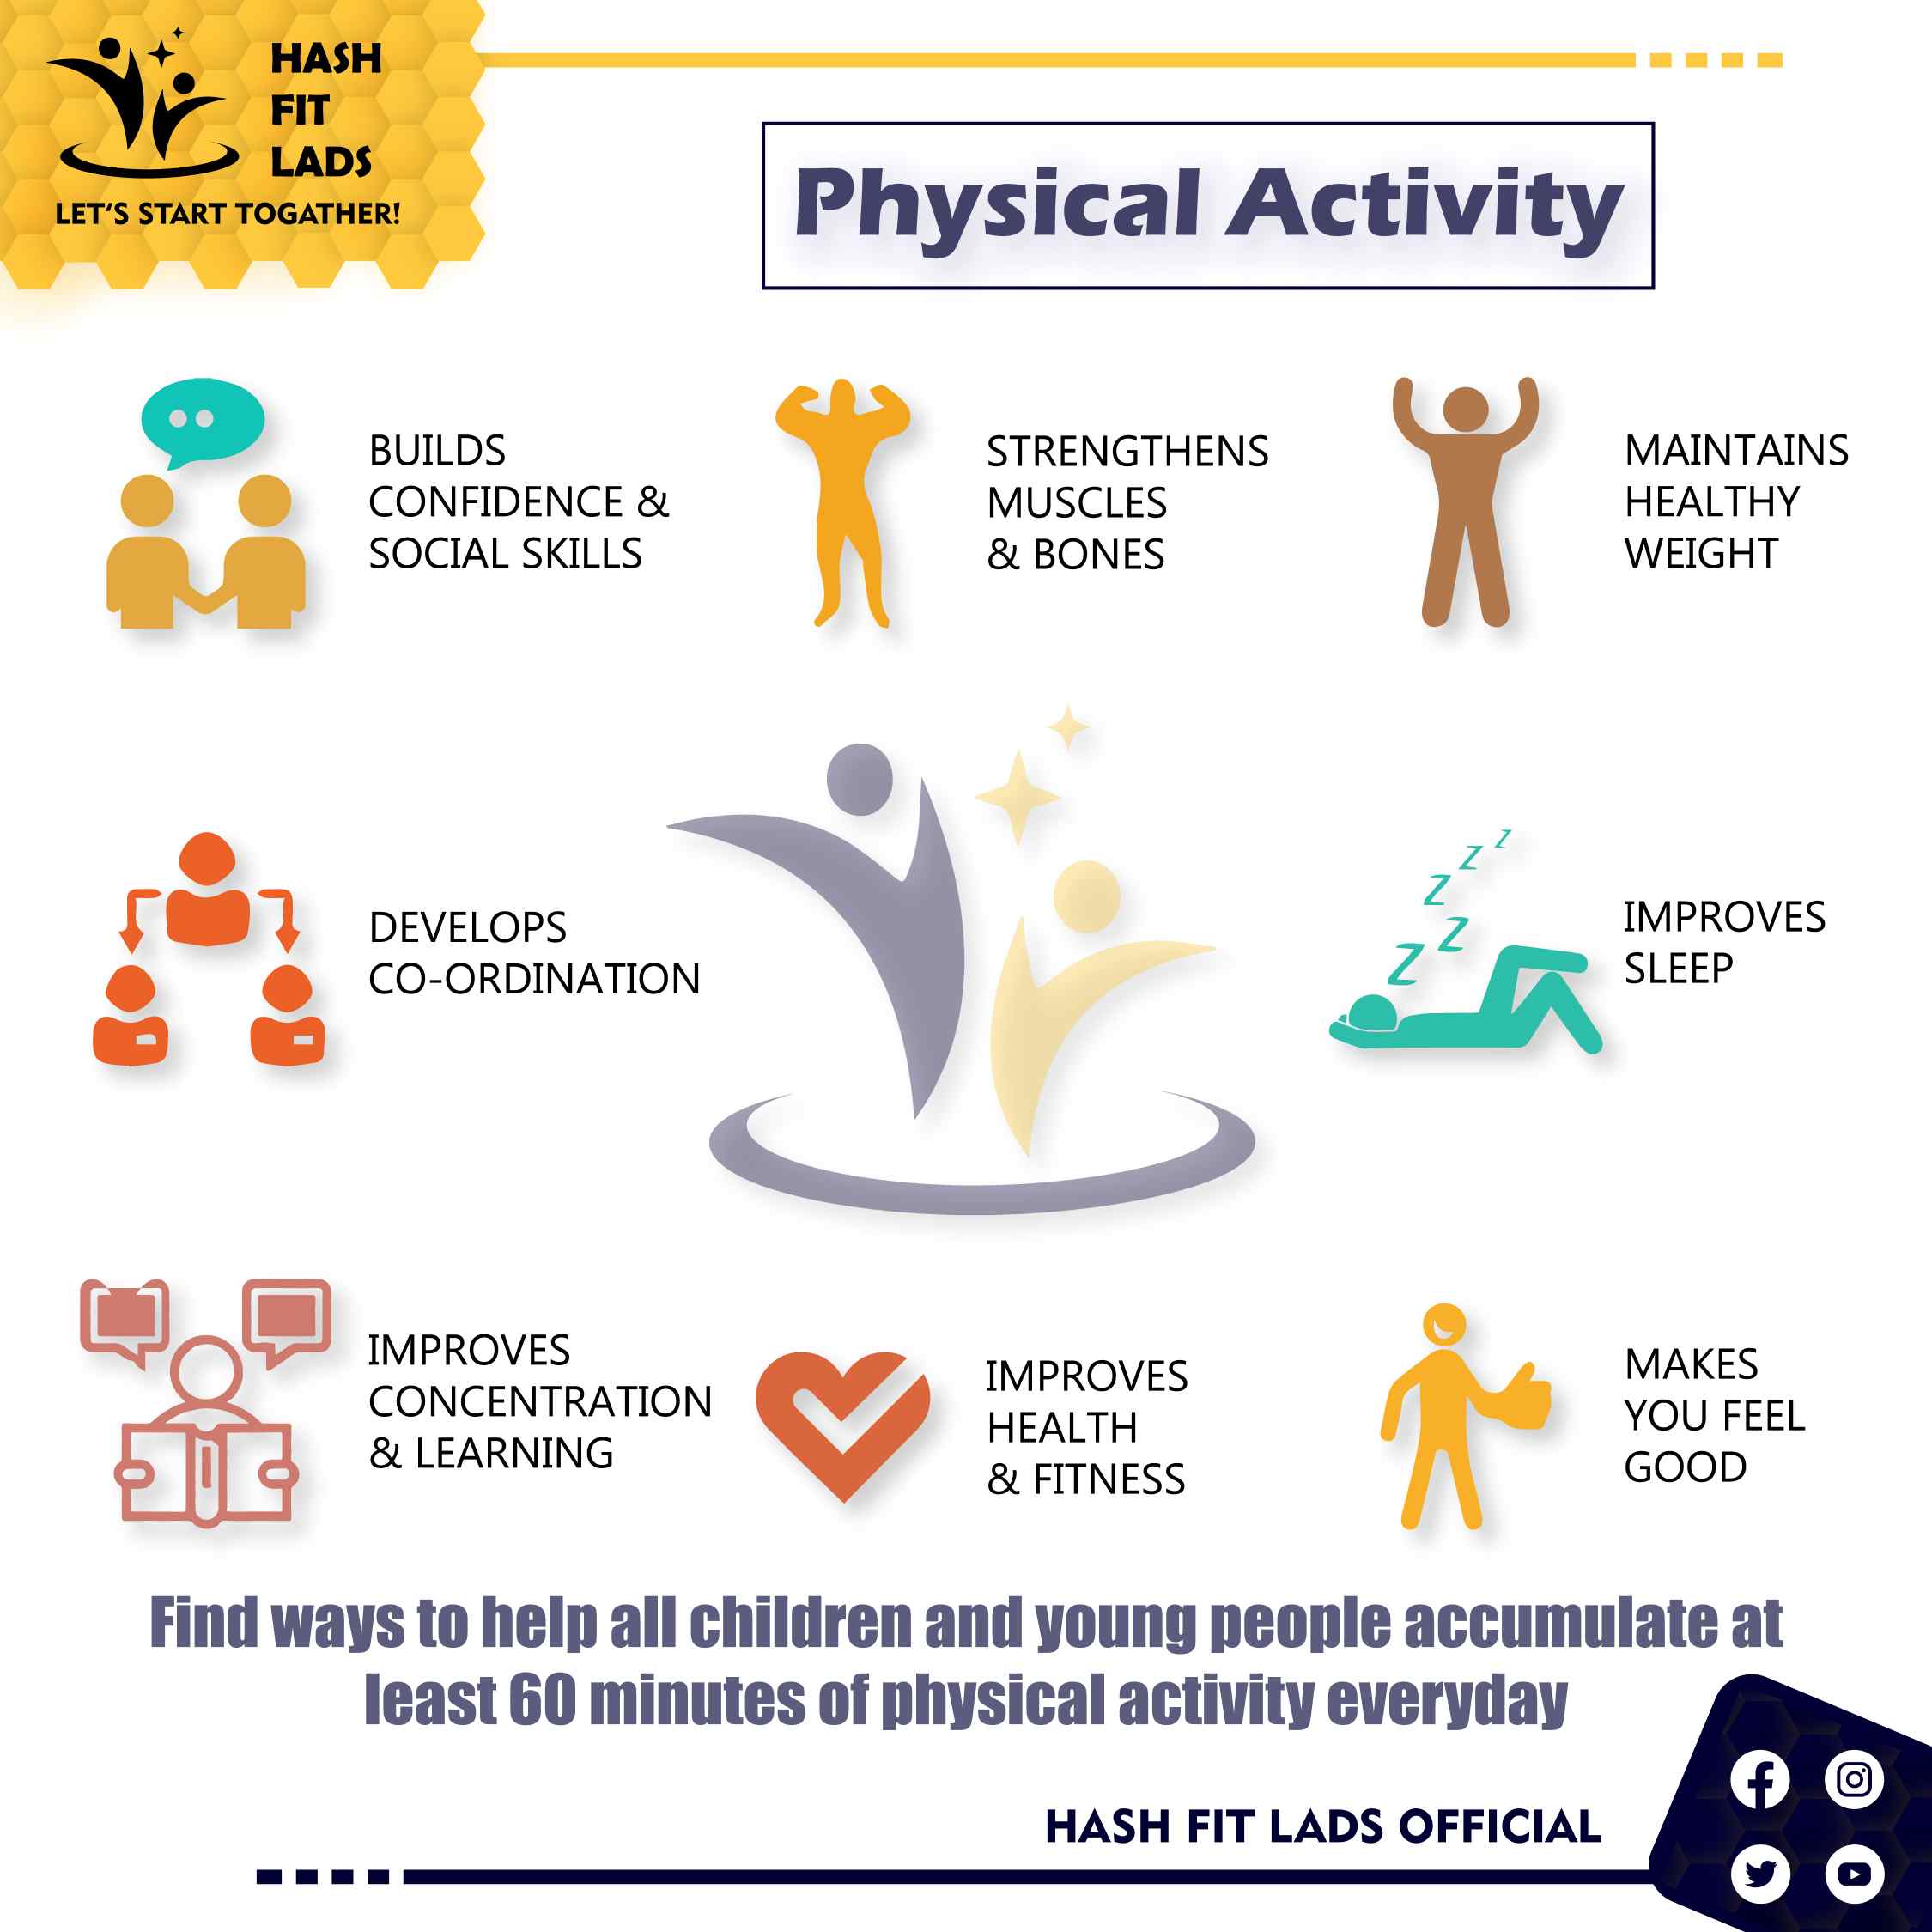 HASH
FIT
LADS
LET'S START TOGATHER!
Physical Activity
BUILDS
CONFIDENCE &
SOCIAL SKILLS
STRENGTHENS
MUSCLES
& BONES
MAINTAINS
HEALTHY
WEIGHT
DEVELOPS
CO-ORDINATION
z
z
z
z
z
IMPROVES
SLEEP
IMPROVES
CONCENTRATION
& LEARNING
IMPROVES
HEALTH
& FITNESS
MAKES
YOU FEEL
GOOD
Find ways to help all children and young people accumulate at
least 60 minutes of physical activity everyday
HASH FIT LADS OFFICIAL